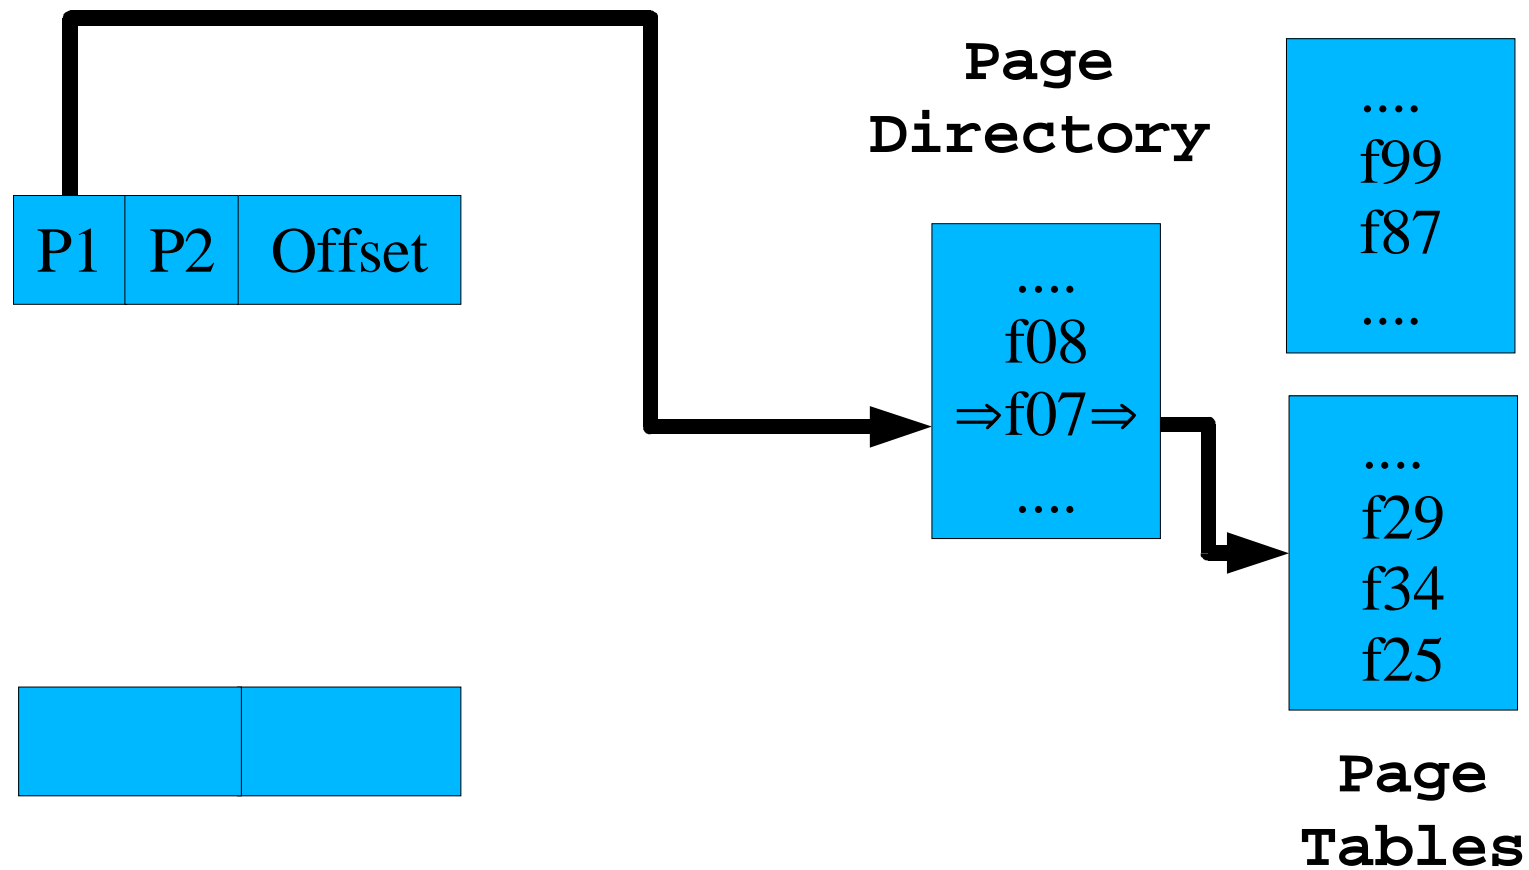 Page
Directory
P1 P2 Offset
....
f08
⇒f07⇒
....
....
f99
f87
....
....
f29
f34
f25
Page
Tables